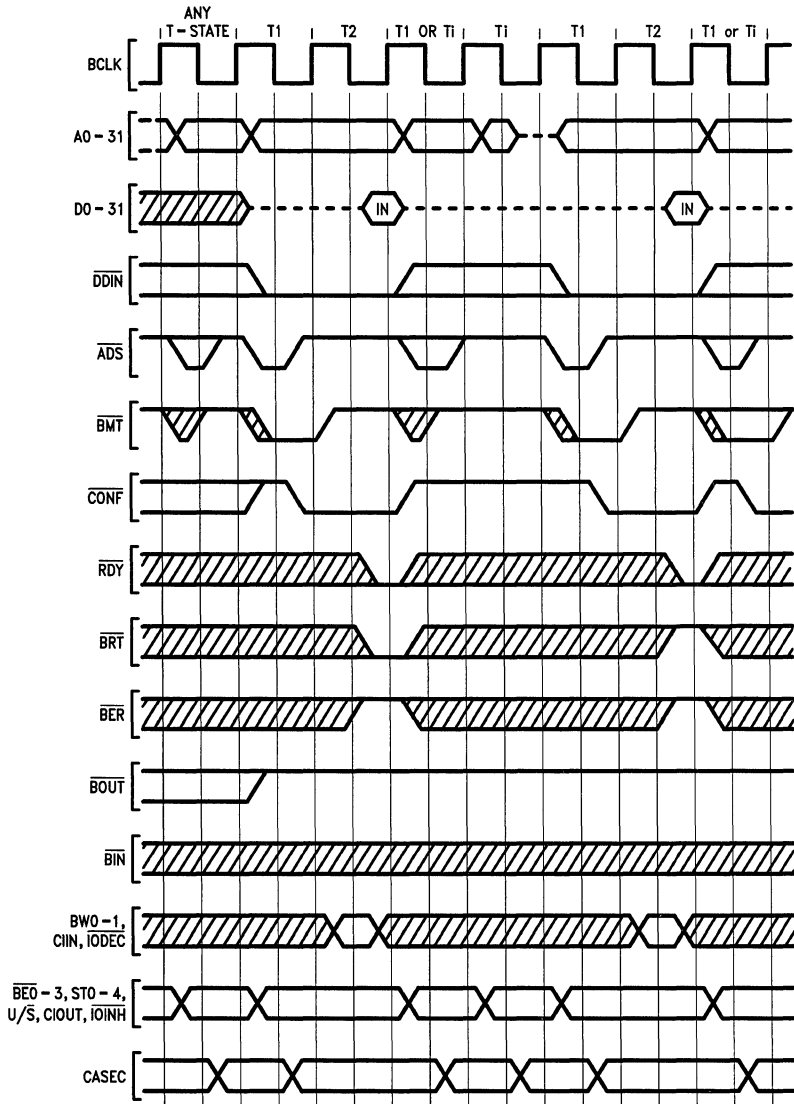 ANY
T-STATE T1 T2 T1 OR Ti Ti T1 T2 T1 or Ti
BCLK
A0-31
D0-31 IN IN
DDIN
ADS
BMT
CONF
RDY
BRT
BER
BOUT
BIN
BW0-1,
CIIN, IODEC
BE0-3, ST0-4,
U/S, CIOUT, IOINH
CASEC